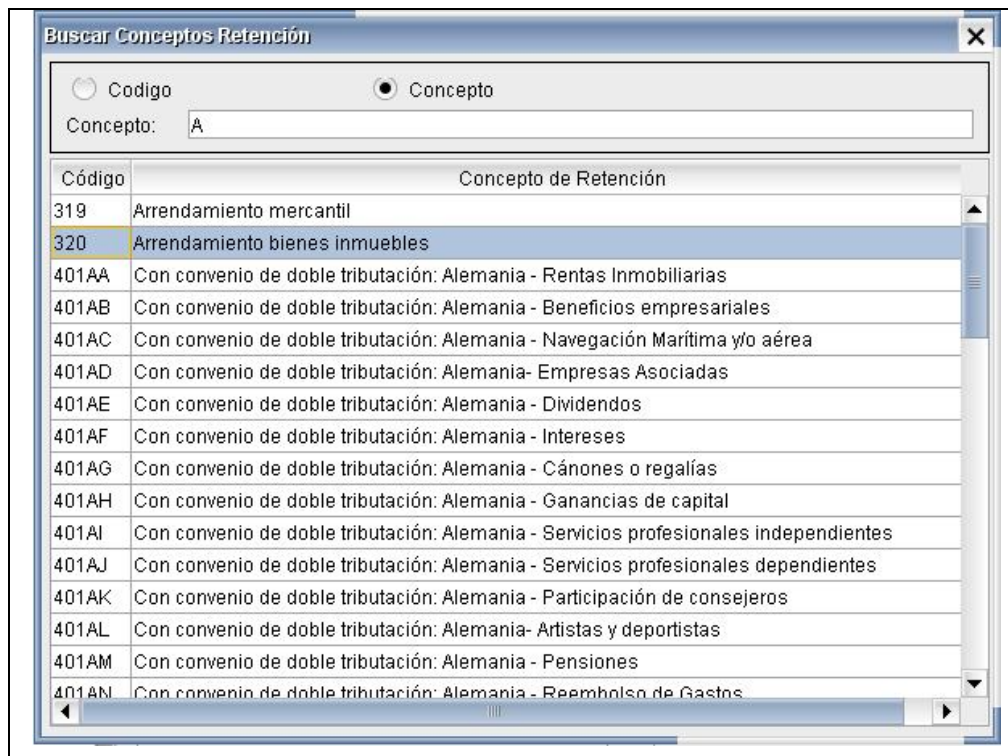 Buscar Conceptos Retención
Codigo Concepto
Concepto: A
Código Concepto de Retención
319 Arrendamiento mercantil
320 Arrendamiento bienes inmuebles
401AA Con convenio de doble tributación: Alemania - Rentas Inmobiliarias
401AB Con convenio de doble tributación: Alemania - Beneficios empresariales
401AC Con convenio de doble tributación: Alemania - Navegación Marítima y/o aérea
401AD Con convenio de doble tributación: Alemania- Empresas Asociadas
401AE Con convenio de doble tributación: Alemania - Dividendos
401AF Con convenio de doble tributación: Alemania - Intereses
401AG Con convenio de doble tributación: Alemania - Cánones o regalías
401AH Con convenio de doble tributación: Alemania - Ganancias de capital
401AI Con convenio de doble tributación: Alemania - Servicios profesionales independientes
401AJ Con convenio de doble tributación: Alemania - Servicios profesionales dependientes
401AK Con convenio de doble tributación: Alemania - Participación de consejeros
401AL Con convenio de doble tributación: Alemania- Artistas y deportistas
401AM Con convenio de doble tributación: Alemania - Pensiones
401AN Con convenio de doble tributación: Alemania - Reembolso de Gastos